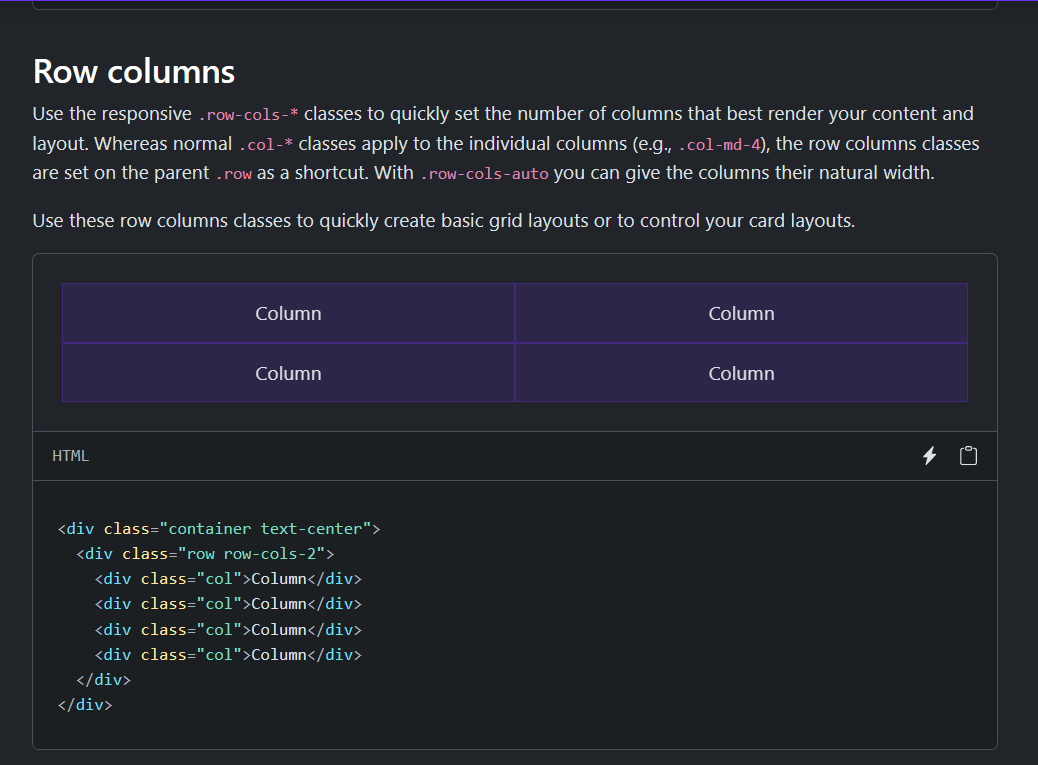 Row columns
Use the responsive .row-cols-* classes to quickly set the number of columns that best render your content and
layout. Whereas normal .col-* classes apply to the individual columns (e.g., .col-md-4), the row columns classes
are set on the parent .row as a shortcut. With .row-cols-auto you can give the columns their natural width.
Use these row columns classes to quickly create basic grid layouts or to control your card layouts.
Column Column
Column Column
HTML
<div class="container text-center">
  <div class="row row-cols-2">
    <div class="col">Column</div>
    <div class="col">Column</div>
    <div class="col">Column</div>
    <div class="col">Column</div>
  </div>
</div>